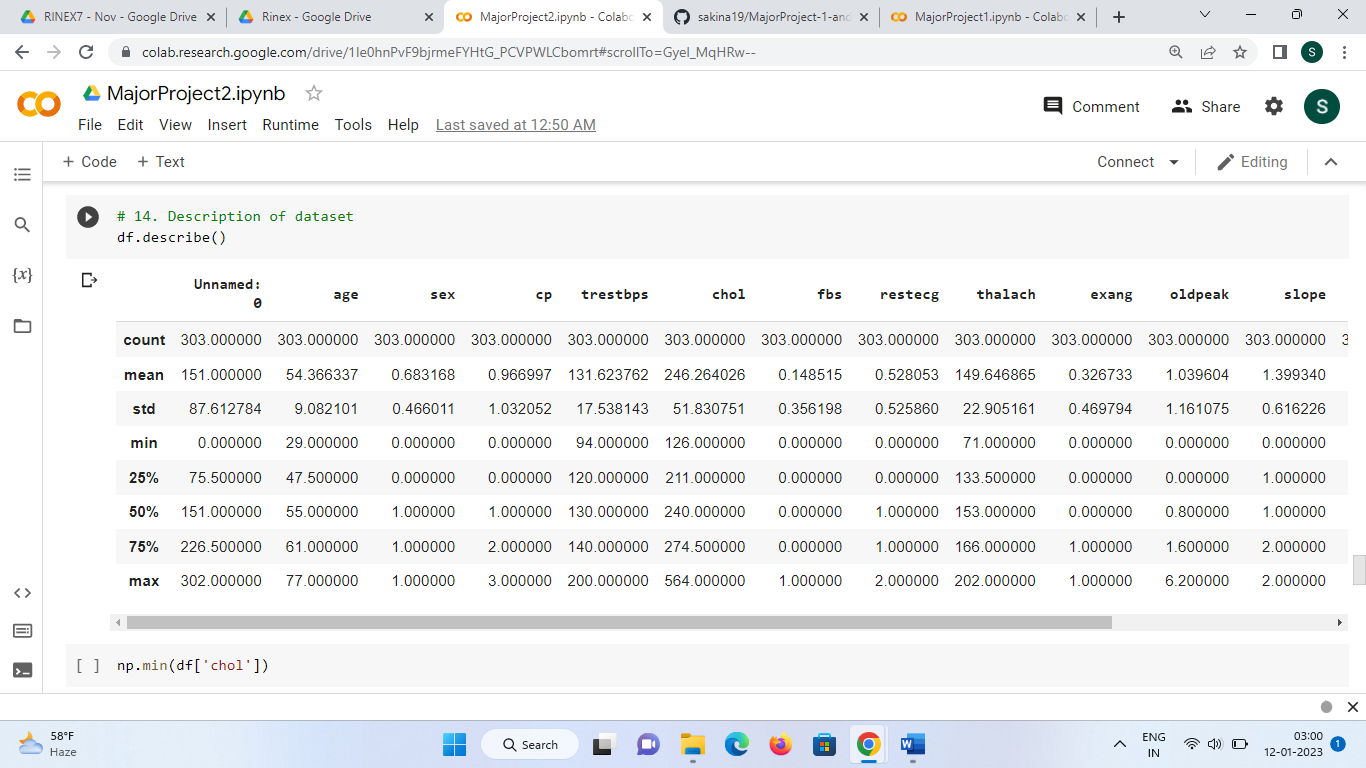 RINEX7 - Nov - Google Drive
Rinex - Google Drive
MajorProject2.ipynb - Colabo
sakina19/MajorProject-1-and
MajorProject1.ipynb - Colabo
colab.research.google.com/drive/1le0hnPvF9bjrmeFYHtG_PCVPWLCbomrt#scrollTo=GyeI_MqHRw--
S
MajorProject2.ipynb
File Edit View Insert Runtime Tools Help Last saved at 12:50 AM
Comment Share S
+ Code + Text
Connect Editing
{x}
# 14. Description of dataset
df.describe()
Unnamed: 0 age sex cp trestbps chol fbs restecg thalach exang oldpeak slope
count 303.000000 303.000000 303.000000 303.000000 303.000000 303.000000 303.000000 303.000000 303.000000 303.000000 303.000000 303.000000 3
mean 151.000000 54.366337 0.683168 0.966997 131.623762 246.264026 0.148515 0.528053 149.646865 0.326733 1.039604 1.399340
std 87.612784 9.082101 0.466011 1.032052 17.538143 51.830751 0.356198 0.525860 22.905161 0.469794 1.161075 0.616226
min 0.000000 29.000000 0.000000 0.000000 94.000000 126.000000 0.000000 0.000000 71.000000 0.000000 0.000000 0.000000
25% 75.500000 47.500000 0.000000 0.000000 120.000000 211.000000 0.000000 0.000000 133.500000 0.000000 0.000000 1.000000
50% 151.000000 55.000000 1.000000 1.000000 130.000000 240.000000 0.000000 1.000000 153.000000 0.000000 0.800000 1.000000
75% 226.500000 61.000000 1.000000 2.000000 140.000000 274.500000 0.000000 1.000000 166.000000 1.000000 1.600000 2.000000
max 302.000000 77.000000 1.000000 3.000000 200.000000 564.000000 1.000000 2.000000 202.000000 1.000000 6.200000 2.000000
[ ] np.min(df['chol'])
58°F
Haze
Search
ENG
IN
03:00
12-01-2023
1